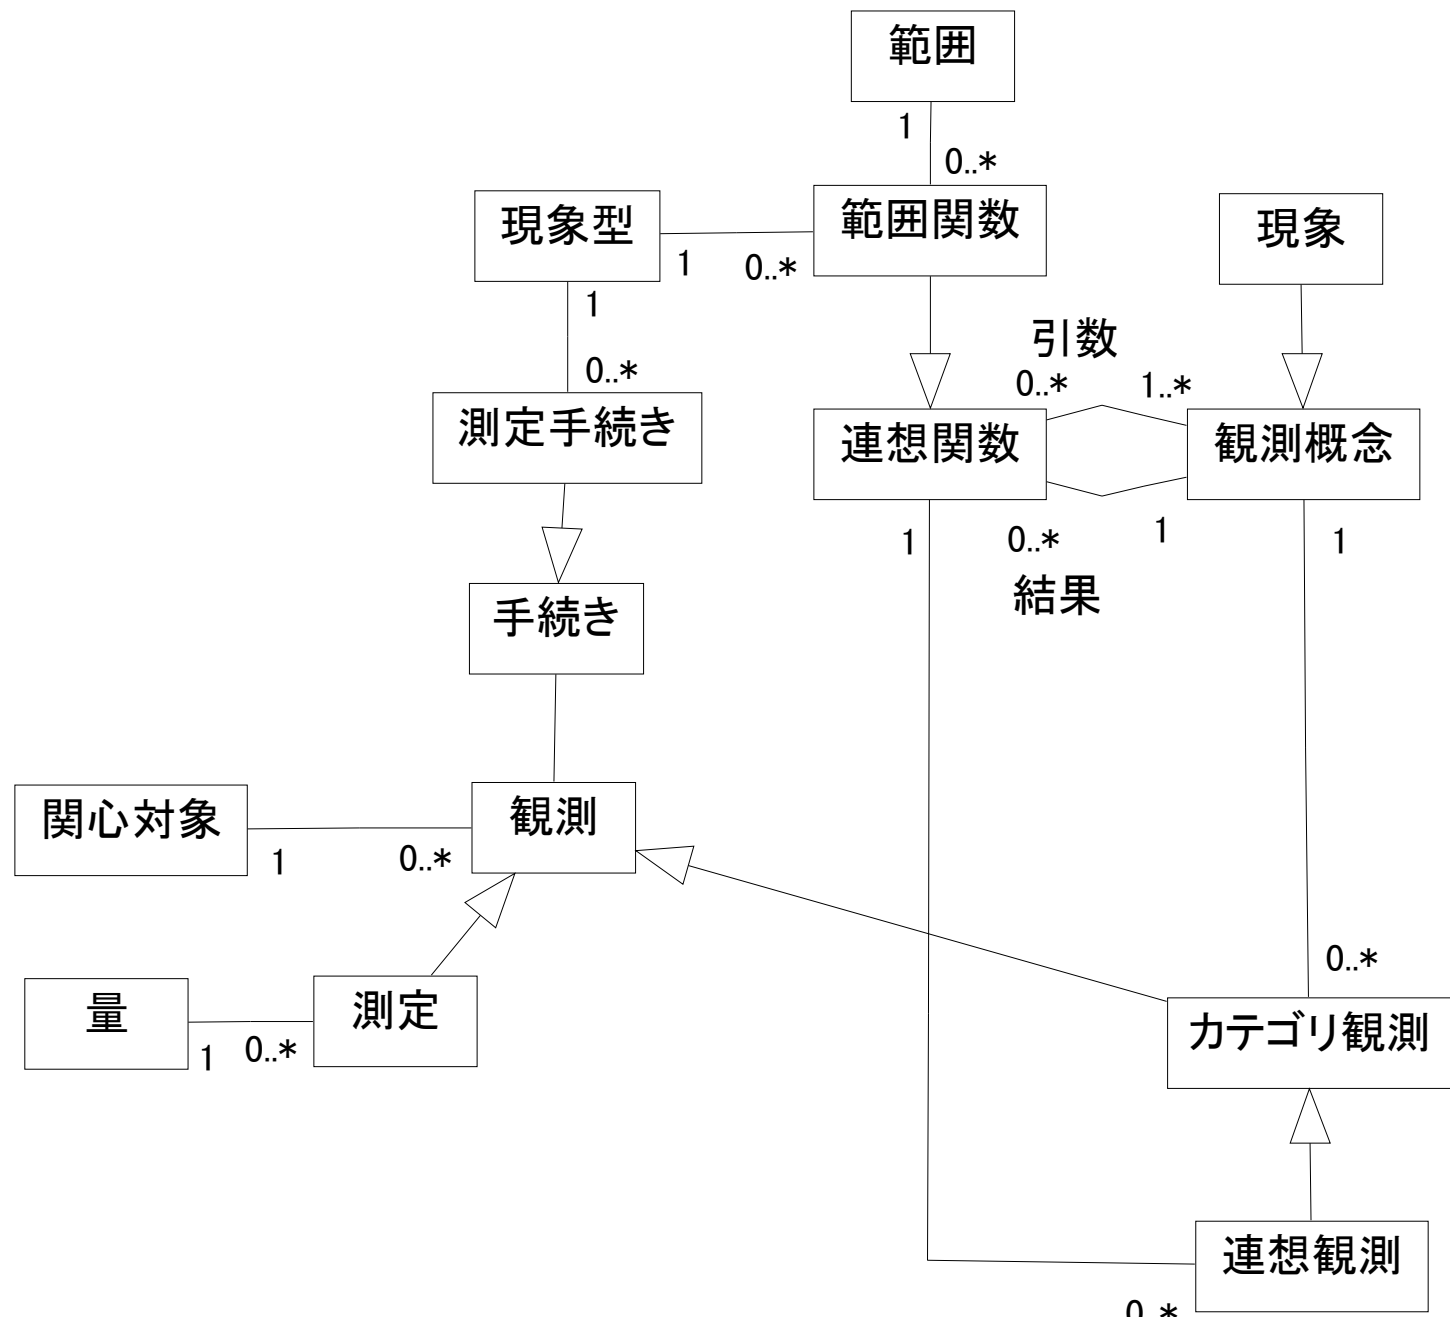 範囲
1
0..*
現象型
範囲関数
現象
1
0..*
1
引数
0..*
0..*
1..*
測定手続き
連想関数
観測概念
1
0..*
1
1
結果
手続き
関心対象
観測
1
0..*
0..*
量
測定
カテゴリ観測
1
0..*
連想観測
0..*